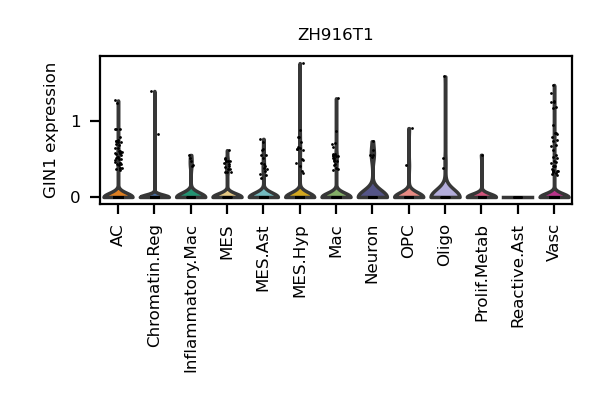 ZH916T1
GIN1 expression
1
0
AC
Chromatin.Reg
Inflammatory.Mac
MES
MES.Ast
MES.Hyp
Mac
Neuron
OPC
Oligo
Prolif.Metab
Reactive.Ast
Vasc